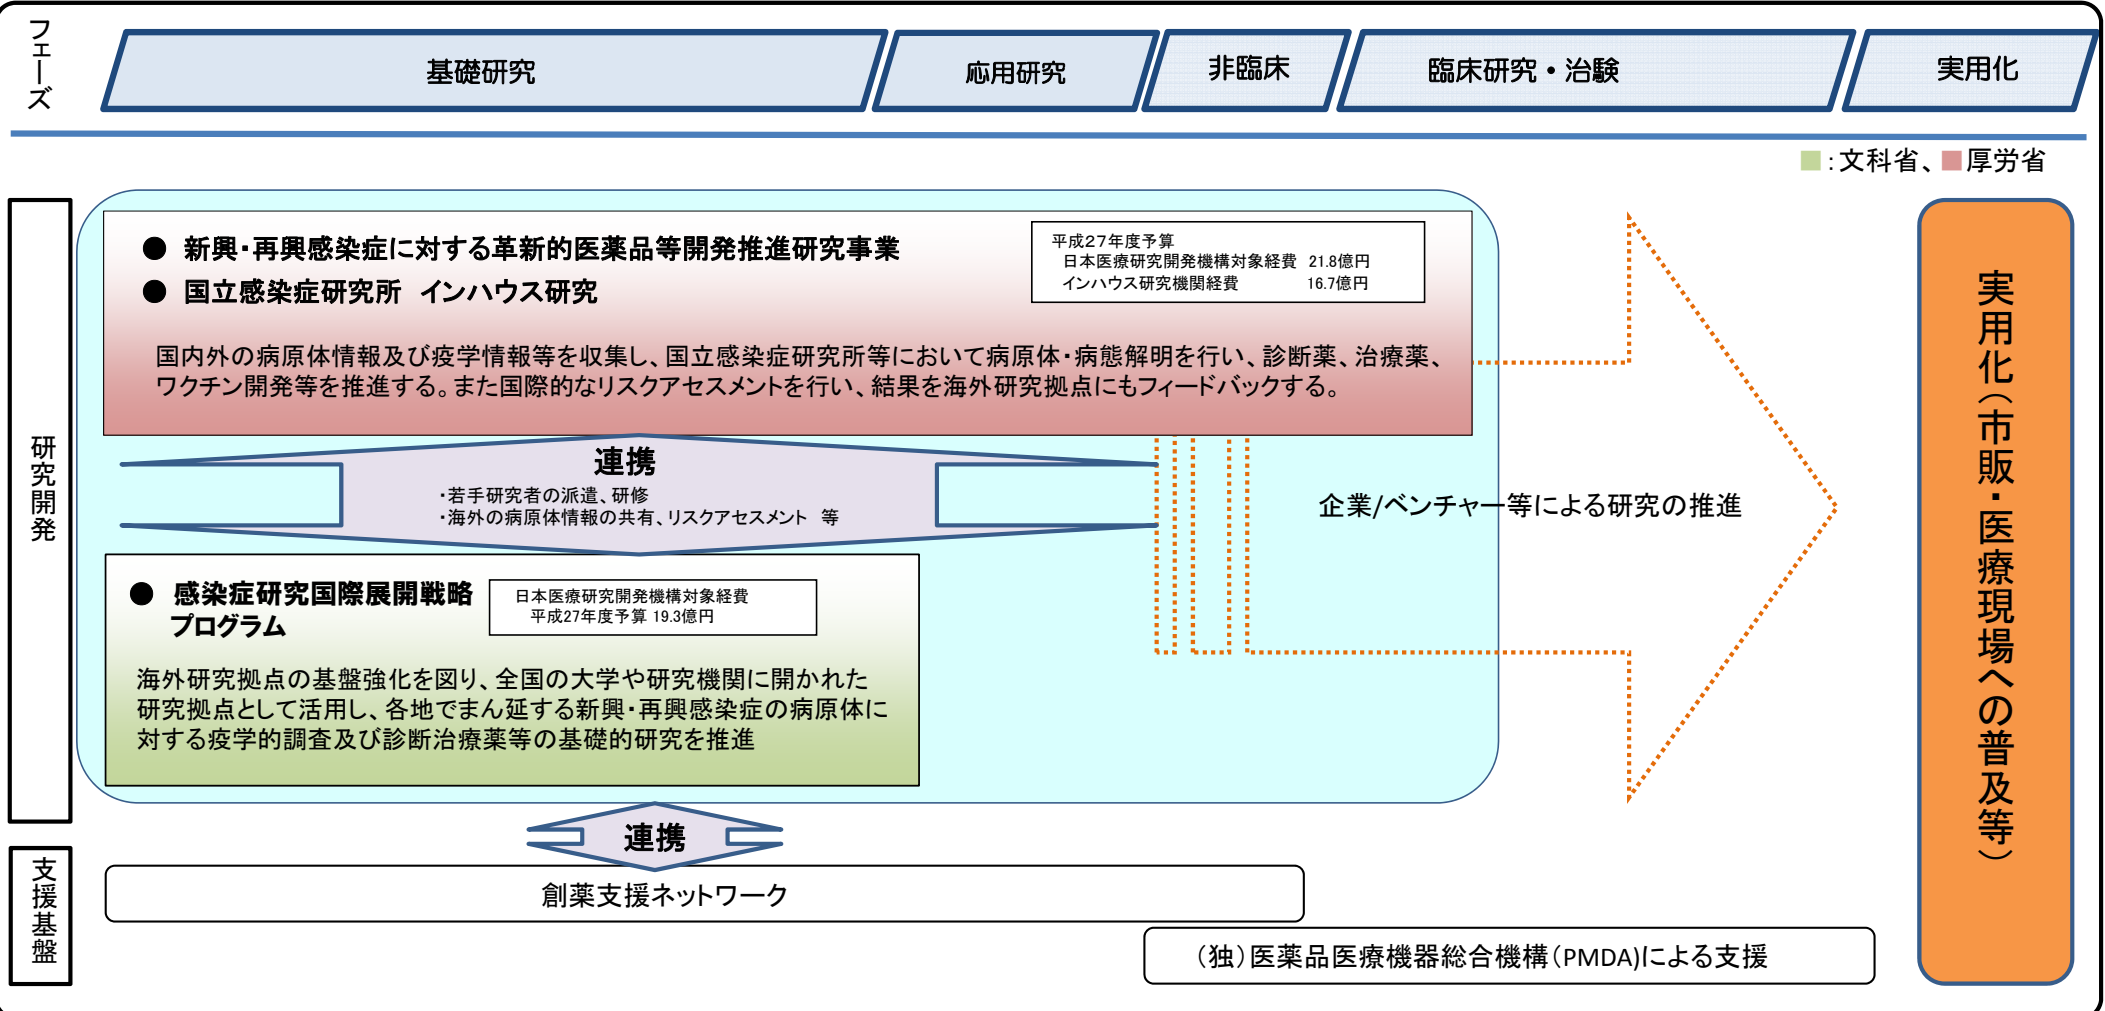 フェーズ
基礎研究
応用研究
非臨床
臨床研究・治験
実用化
：文科省、厚労省
研究開発
● 新興・再興感染症に対する革新的医薬品等開発推進研究事業
● 国立感染症研究所　インハウス研究
平成27年度予算
日本医療研究開発機構対象経費 21.8億円
インハウス研究機関経費 16.7億円
国内外の病原体情報及び疫学情報等を収集し、国立感染症研究所等において病原体・病態解明を行い、診断薬、治療薬、
ワクチン開発等を推進する。また国際的なリスクアセスメントを行い、結果を海外研究拠点にもフィードバックする。
連携
・若手研究者の派遣、研修
・海外の病原体情報の共有、リスクアセスメント　等
企業/ベンチャー等による研究の推進
● 感染症研究国際展開戦略
プログラム
日本医療研究開発機構対象経費
平成27年度予算 19.3億円
海外研究拠点の基盤強化を図り、全国の大学や研究機関に開かれた
研究拠点として活用し、各地でまん延する新興・再興感染症の病原体に
対する疫学的調査及び診断治療薬等の基礎的研究を推進
実用化（市販・医療現場への普及等）
連携
支援基盤
創薬支援ネットワーク
（独）医薬品医療機器総合機構（PMDA)による支援